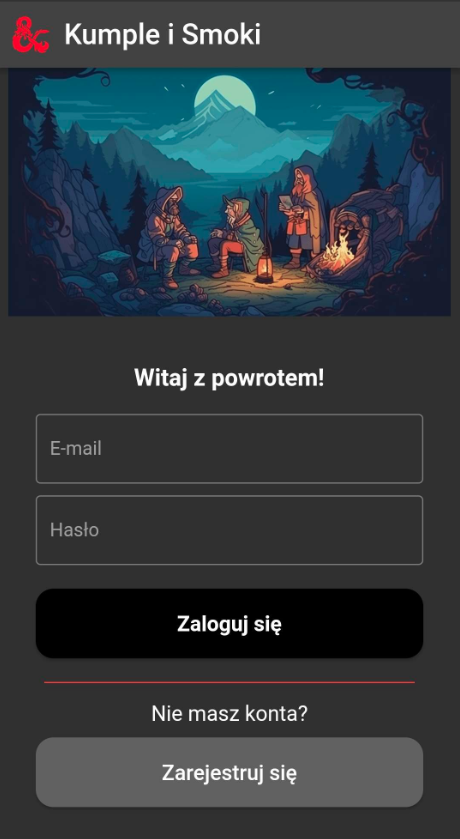 Kumple i Smoki
Witaj z powrotem!
E-mail
Hasło
Zaloguj się
Nie masz konta?
Zarejestruj się